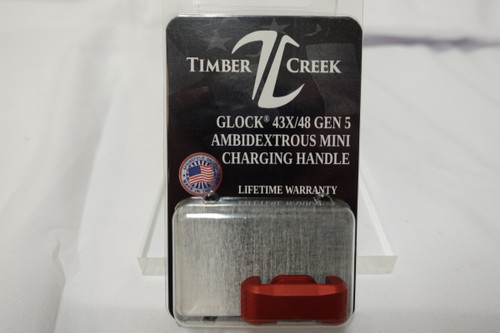 TIMBER CREEK
GLOCK® 43X/48 GEN 5
AMBIDEXTROUS MINI
CHARGING HANDLE
LIFETIME WARRANTY